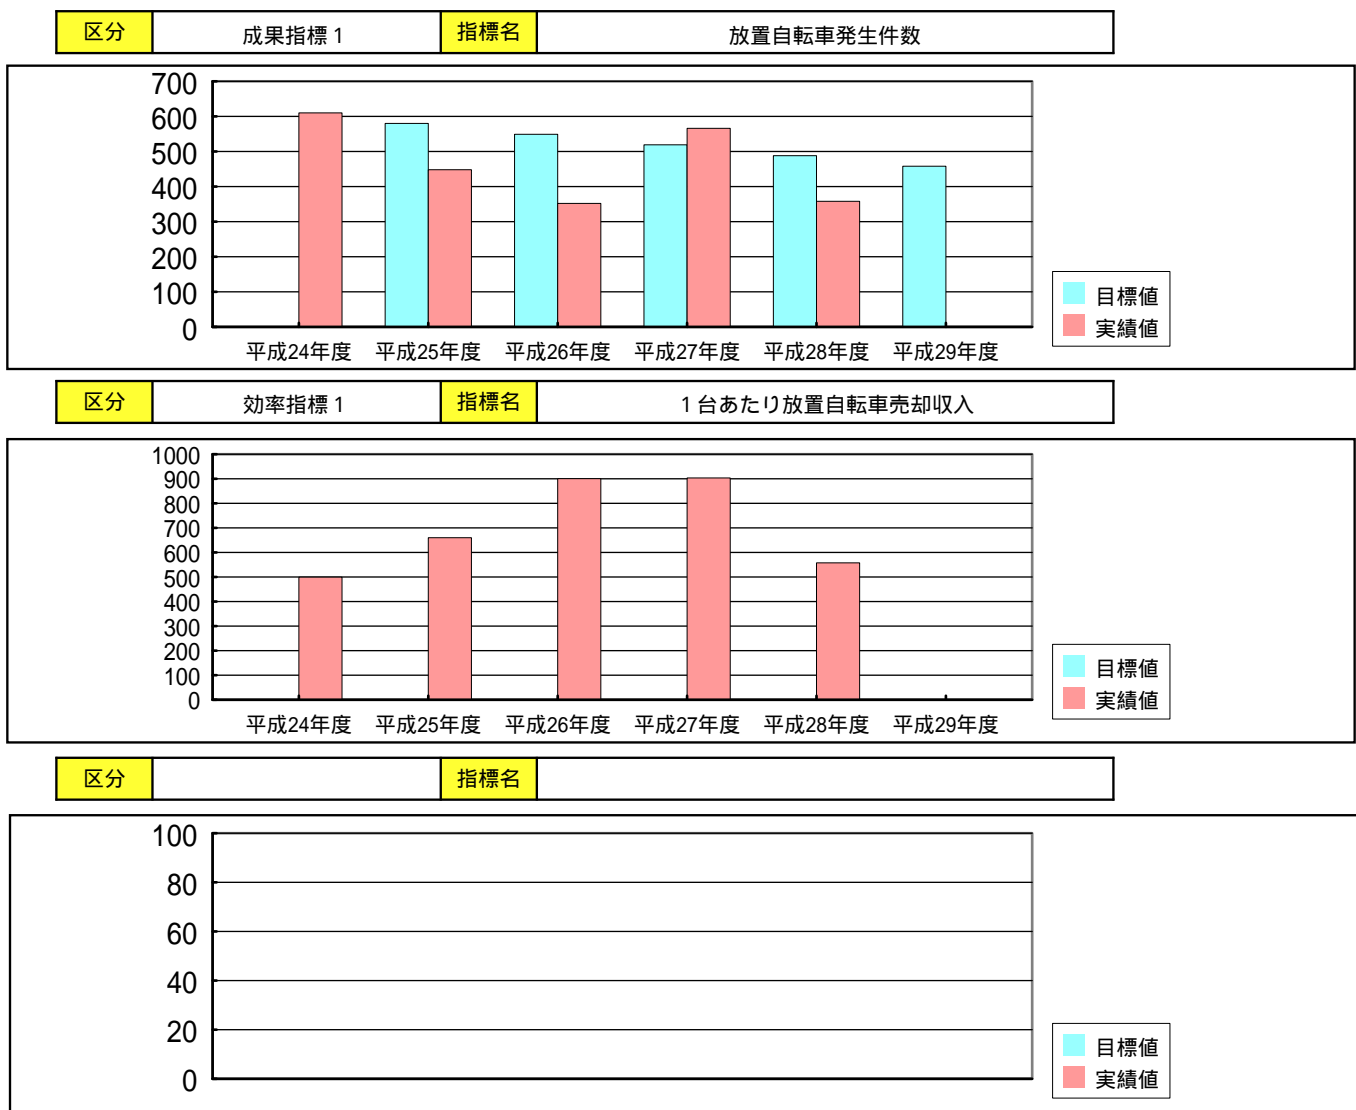 区分 成果指標1 指標名 放置自転車発生件数
700
600
500
400
300
200
100
0
平成24年度 平成25年度 平成26年度 平成27年度 平成28年度 平成29年度
目標値
実績値
区分 効率指標1 指標名 1台あたり放置自転車売却収入
1000
900
800
700
600
500
400
300
200
100
0
平成24年度 平成25年度 平成26年度 平成27年度 平成28年度 平成29年度
目標値
実績値
区分 指標名
100
80
60
40
20
0
目標値
実績値